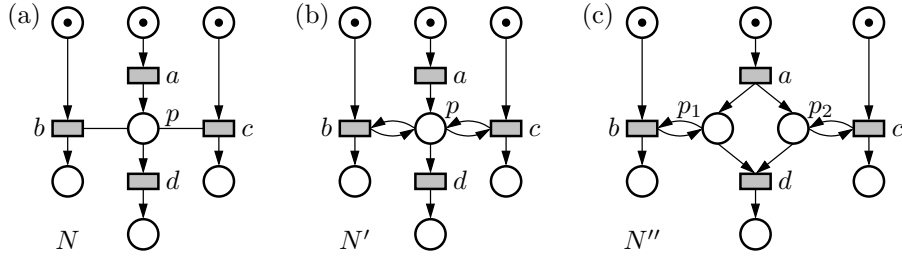 (a) (b) (c)
a a a
b p c b p c b p₁ p₂ c
d d d
N N′ N′′